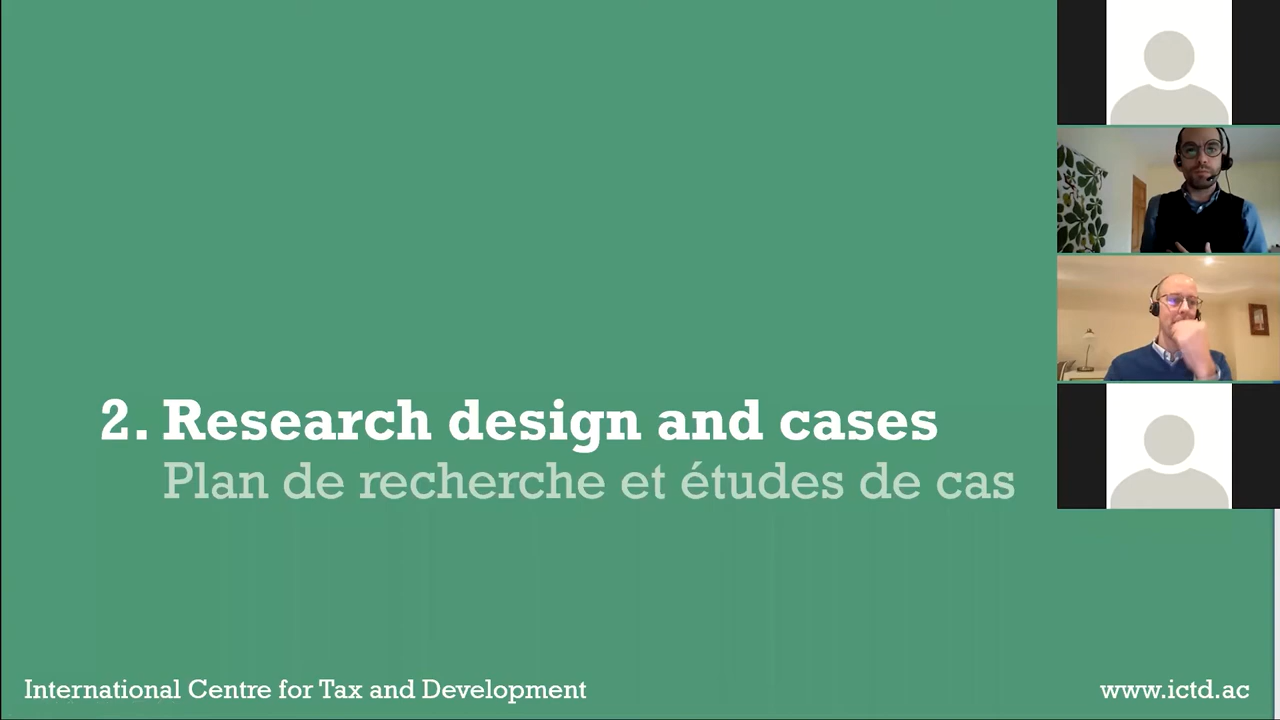 2. Research design and cases
Plan de recherche et études de cas
International Centre for Tax and Development
www.ictd.ac